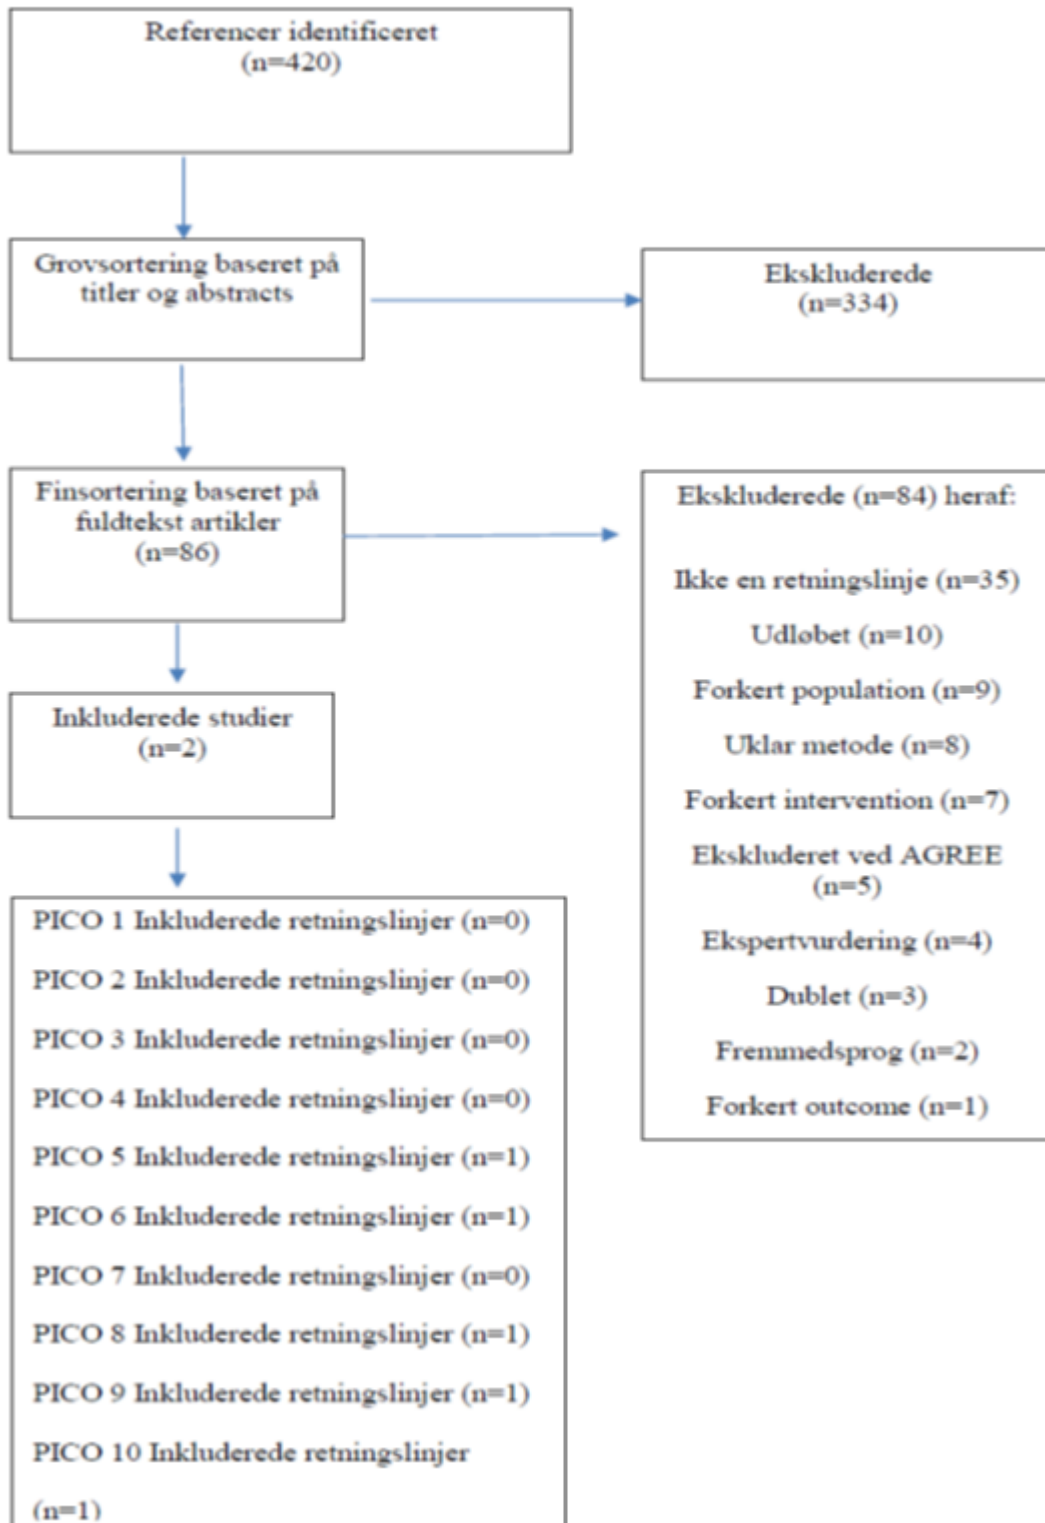 Referencer identificeret
(n=420)
Grovsortering baseret på
titler og abstracts
Ekskluderede
(n=334)
Finsortering baseret på
fuldtekst artikler
(n=86)
Ekskluderede (n=84) heraf:
Ikke en retningslinje (n=35)
Udløbet (n=10)
Forkert population (n=9)
Uklar metode (n=8)
Forkert intervention (n=7)
Ekskluderet ved AGREE
(n=5)
Ekspertvurdering (n=4)
Dublet (n=3)
Fremmedsprog (n=2)
Forkert outcome (n=1)
Inkluderede studier
(n=2)
PICO 1 Inkluderede retningslinjer (n=0)
PICO 2 Inkluderede retningslinjer (n=0)
PICO 3 Inkluderede retningslinjer (n=0)
PICO 4 Inkluderede retningslinjer (n=0)
PICO 5 Inkluderede retningslinjer (n=1)
PICO 6 Inkluderede retningslinjer (n=1)
PICO 7 Inkluderede retningslinjer (n=0)
PICO 8 Inkluderede retningslinjer (n=1)
PICO 9 Inkluderede retningslinjer (n=1)
PICO 10 Inkluderede retningslinjer
(n=1)